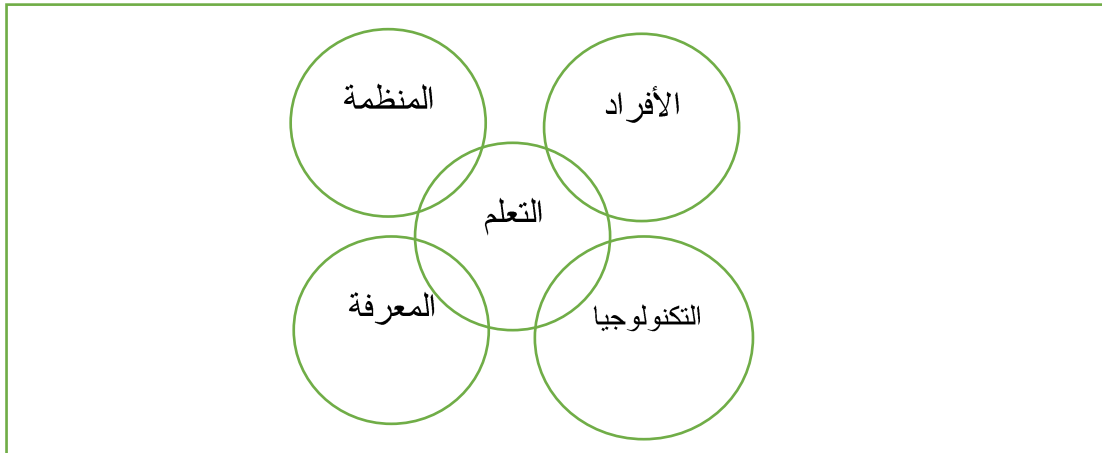 الأفراد
المنظمة
التعلم
المعرفة
التكنولوجيا